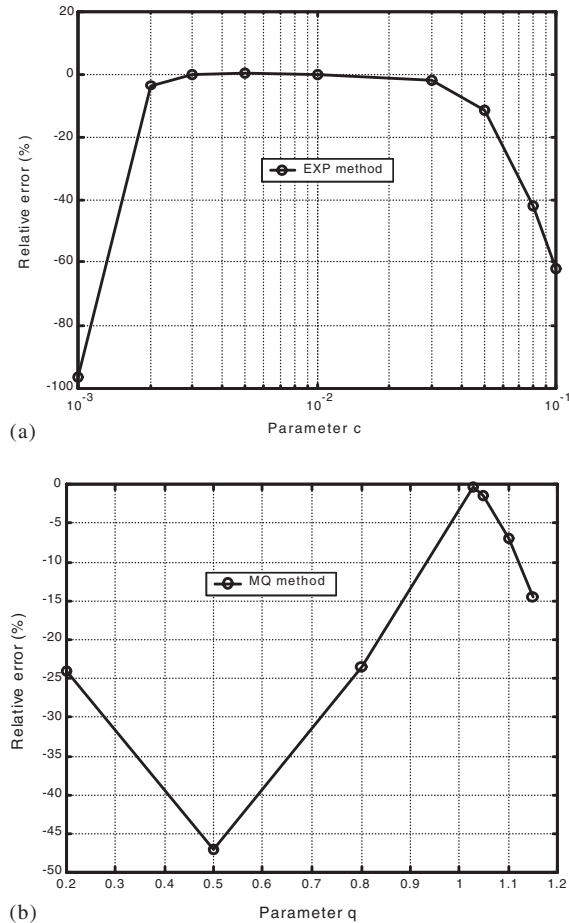 20
0
-20
-40
-60
-80
-100
Relative error (%)
EXP method
10-3
10-2
10-1
Parameter c
(a)
0
-5
-10
-15
-20
-25
-30
-35
-40
-45
-50
Relative error (%)
MQ method
0.2 0.3 0.4 0.5 0.6 0.7 0.8 0.9 1 1.1 1.2
Parameter q
(b)